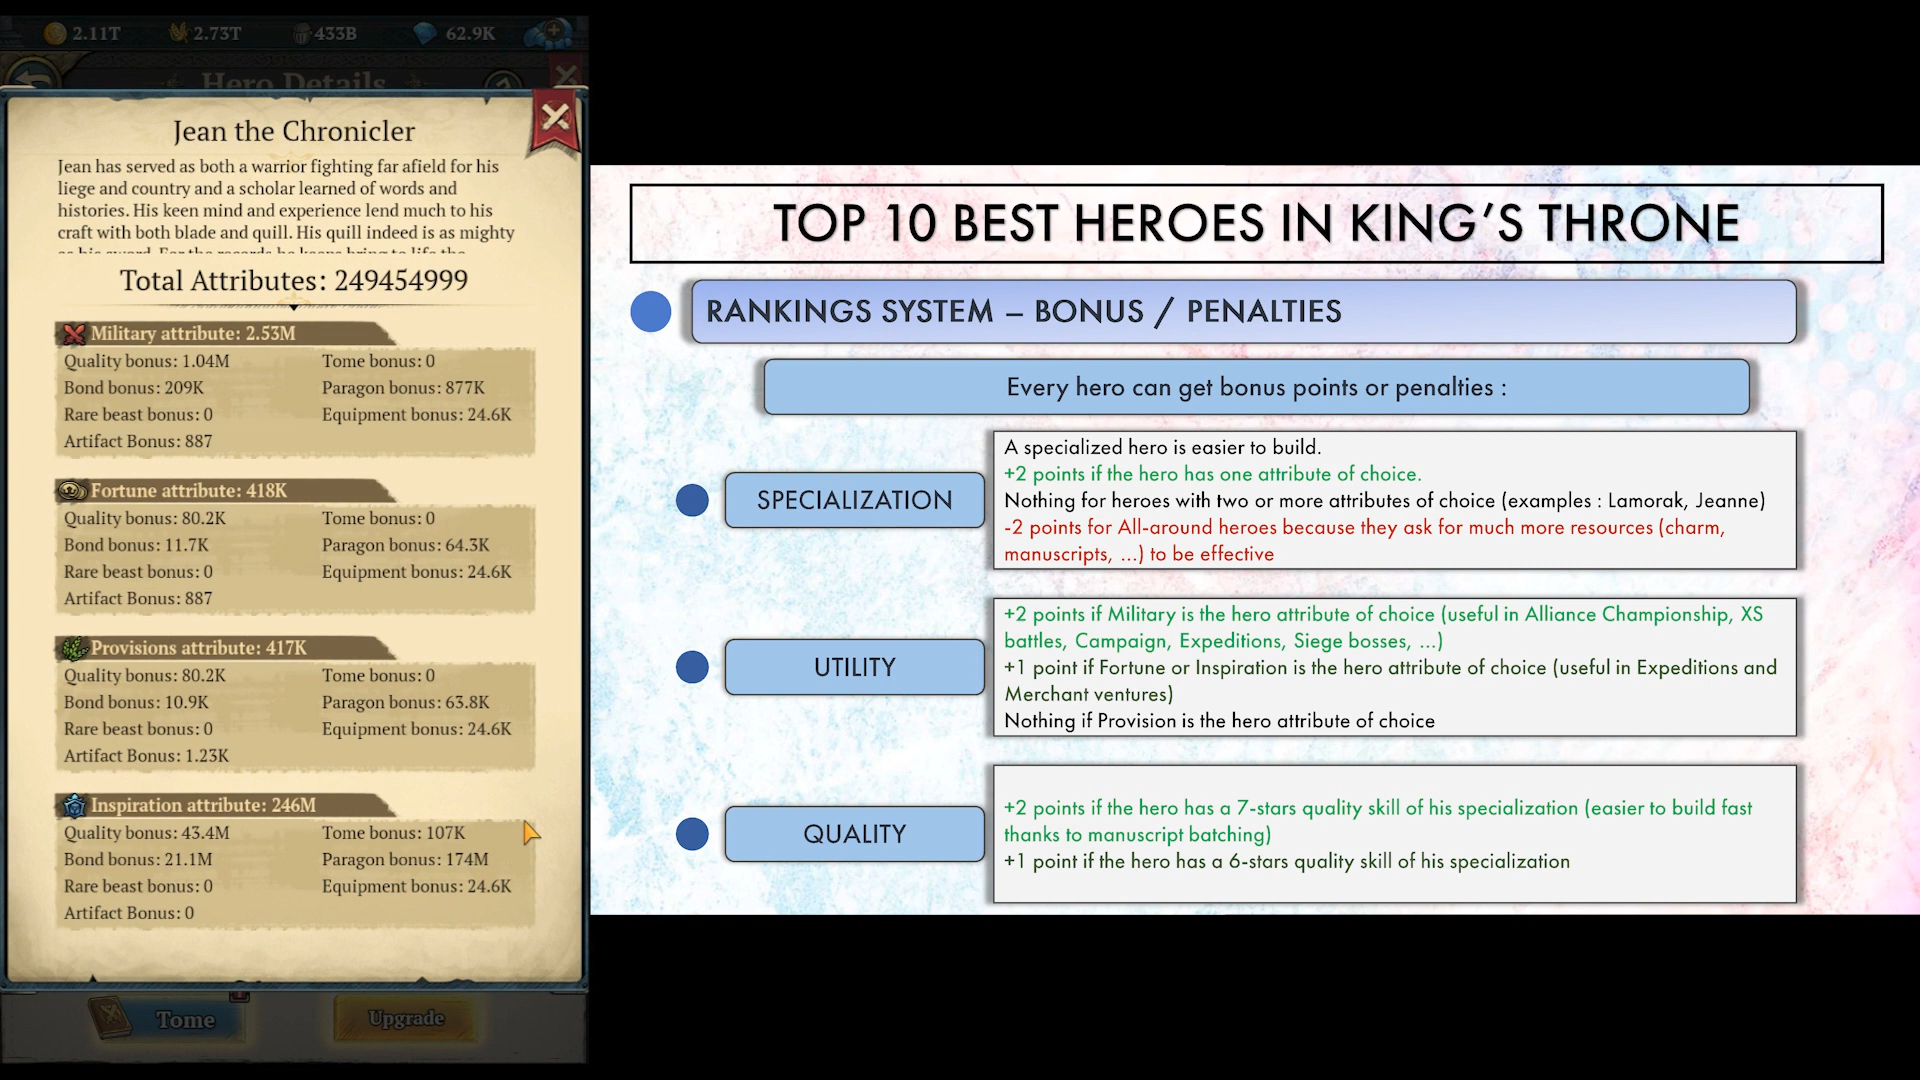 2.11T
2.73T
433B
62.9K
Hero Details
Jean the Chronicler
Jean has served as both a warrior fighting far afield for his
liege and country and a scholar learned of words and
histories. His keen mind and experience lend much to his
craft with both blade and quill. His quill indeed is as mighty
as his sword. For the records he keeps bring to life the
Total Attributes: 249454999
Military attribute: 2.53M
Quality bonus: 1.04M Tome bonus: 0
Bond bonus: 209K Paragon bonus: 877K
Rare beast bonus: 0 Equipment bonus: 24.6K
Artifact Bonus: 887
Fortune attribute: 418K
Quality bonus: 80.2K Tome bonus: 0
Bond bonus: 11.7K Paragon bonus: 64.3K
Rare beast bonus: 0 Equipment bonus: 24.6K
Artifact Bonus: 887
Provisions attribute: 417K
Quality bonus: 80.2K Tome bonus: 0
Bond bonus: 10.9K Paragon bonus: 63.8K
Rare beast bonus: 0 Equipment bonus: 24.6K
Artifact Bonus: 1.23K
Inspiration attribute: 246M
Quality bonus: 43.4M Tome bonus: 107K
Bond bonus: 21.1M Paragon bonus: 174M
Rare beast bonus: 0 Equipment bonus: 24.6K
Artifact Bonus: 0
Tome
Upgrade
TOP 10 BEST HEROES IN KING'S THRONE
RANKINGS SYSTEM – BONUS / PENALTIES
Every hero can get bonus points or penalties :
SPECIALIZATION
A specialized hero is easier to build.
+2 points if the hero has one attribute of choice.
Nothing for heroes with two or more attributes of choice (examples : Lamorak, Jeanne)
-2 points for All-around heroes because they ask for much more resources (charm,
manuscripts, ...) to be effective
UTILITY
+2 points if Military is the hero attribute of choice (useful in Alliance Championship, XS
battles, Campaign, Expeditions, Siege bosses, ...)
+1 point if Fortune or Inspiration is the hero attribute of choice (useful in Expeditions and
Merchant ventures)
Nothing if Provision is the hero attribute of choice
QUALITY
+2 points if the hero has a 7-stars quality skill of his specialization (easier to build fast
thanks to manuscript batching)
+1 point if the hero has a 6-stars quality skill of his specialization